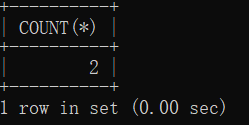 +----------+
| COUNT(*) |
+----------+
|        2 |
+----------+
1 row in set (0.00 sec)